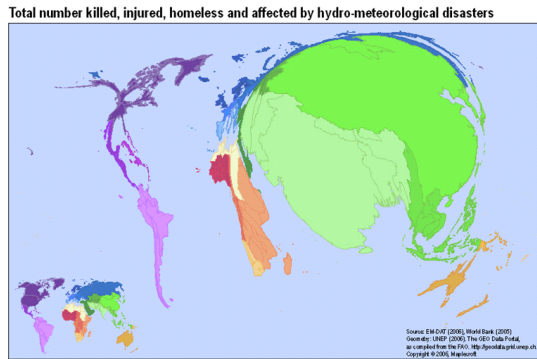 Total number killed, injured, homeless and affected by hydro-meteorological disasters
Source: EM-DAT (2006), World Bank (2005)
Geometry: UNEP (2006), The GEO Data Portal,
as compiled from the FAO, http://geodata.grid.unep.ch
Copyright © 2006, Maplecroft